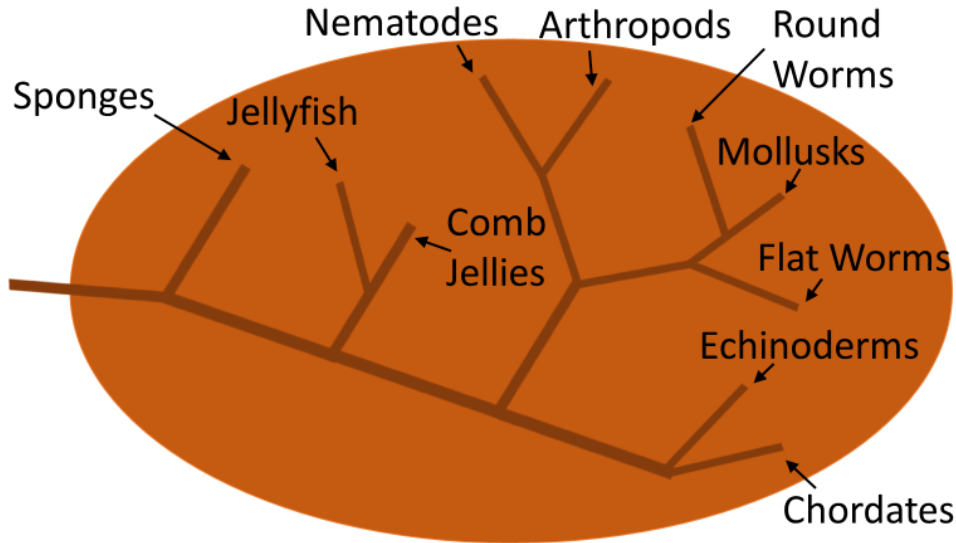 Nematodes
Arthropods
Round
Worms
Sponges
Jellyfish
Mollusks
Comb
Jellies
Flat Worms
Echinoderms
Chordates